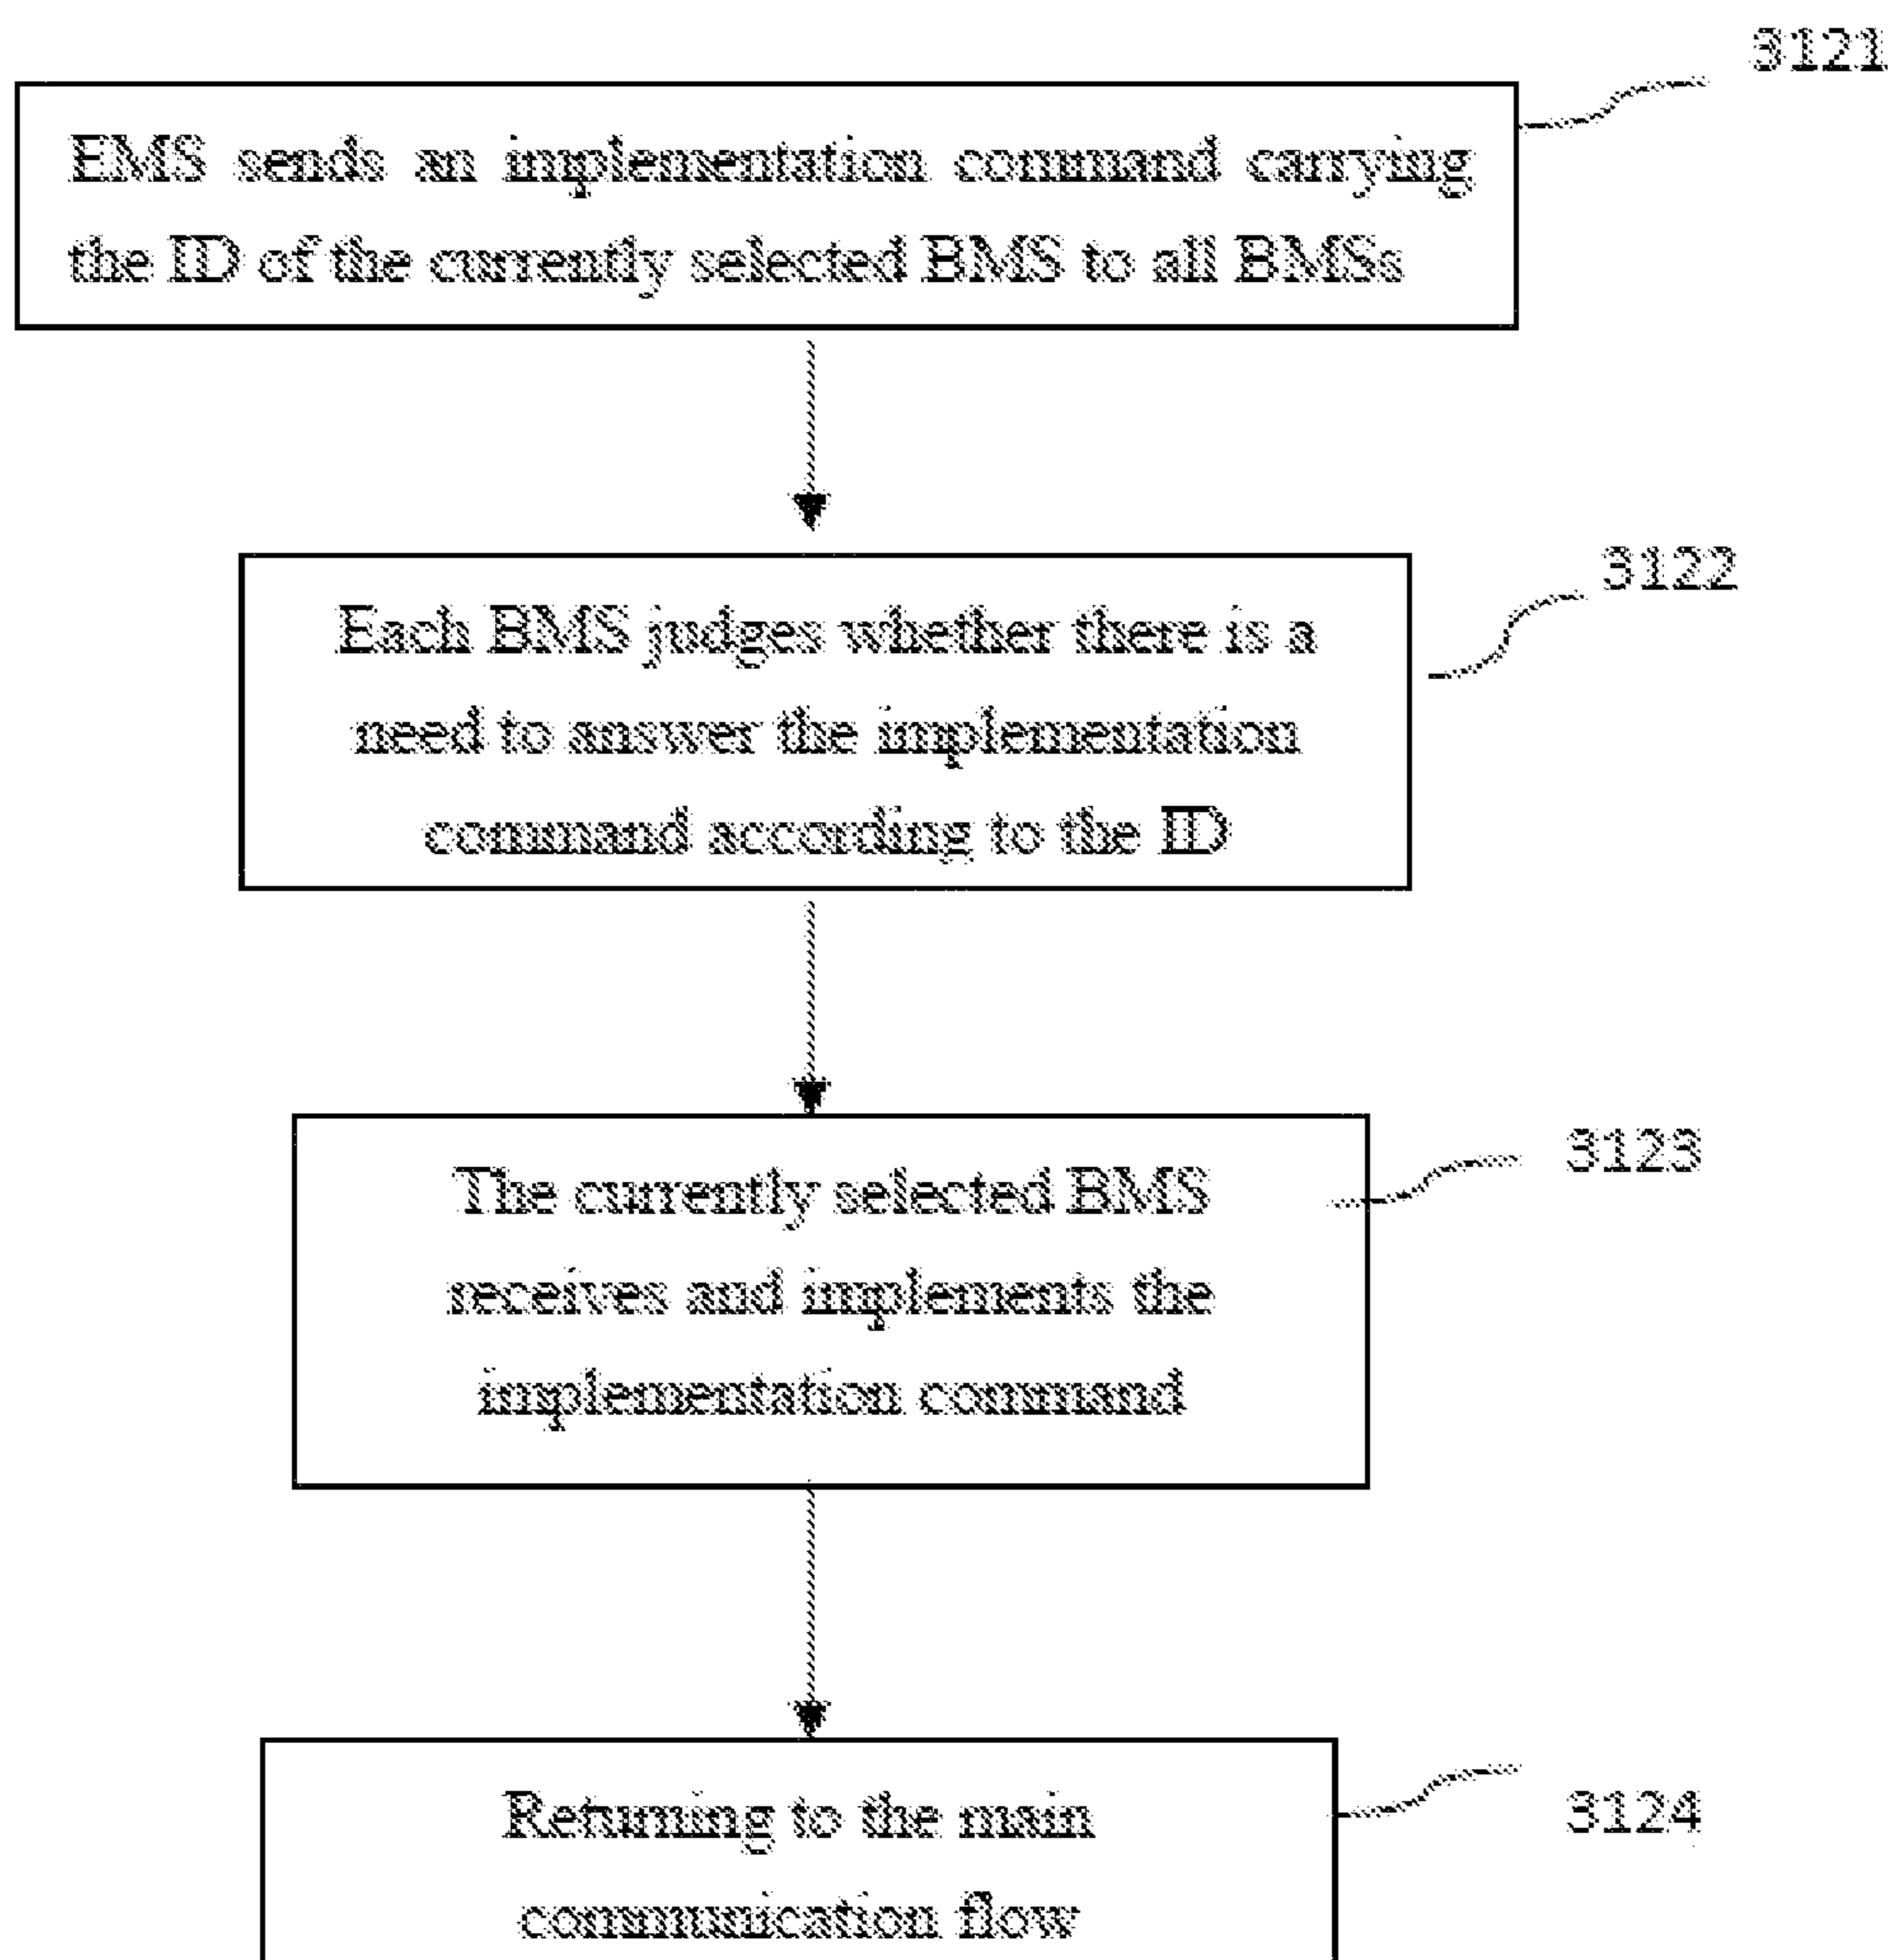 3121
EMS sends an implementation command carrying
the ID of the currently selected BMS to all BMSs
3122
Each BMS judges whether there is a
need to answer the implementation
command according to the ID
3123
The currently selected BMS
receives and implements the
implementation command
3124
Returning to the main
communication flow